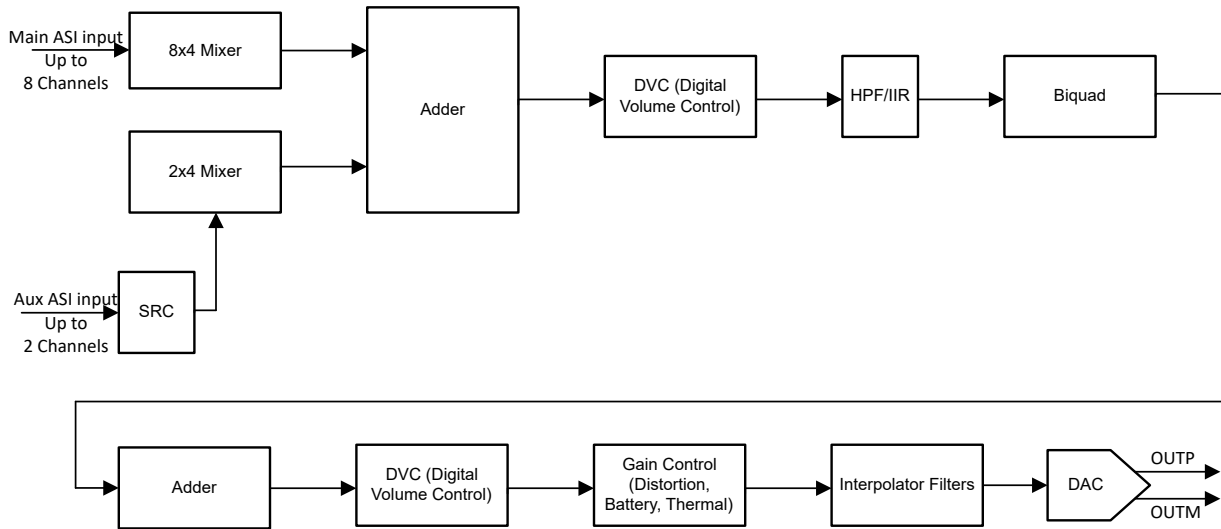 Main ASI input
Up to
8 Channels
8x4 Mixer
Adder
DVC (Digital
Volume Control)
HPF/IIR
Biquad
2x4 Mixer
Aux ASI input
Up to
2 Channels
SRC
Adder
DVC (Digital
Volume Control)
Gain Control
(Distortion,
Battery, Thermal)
Interpolator Filters
DAC
OUTP
OUTM